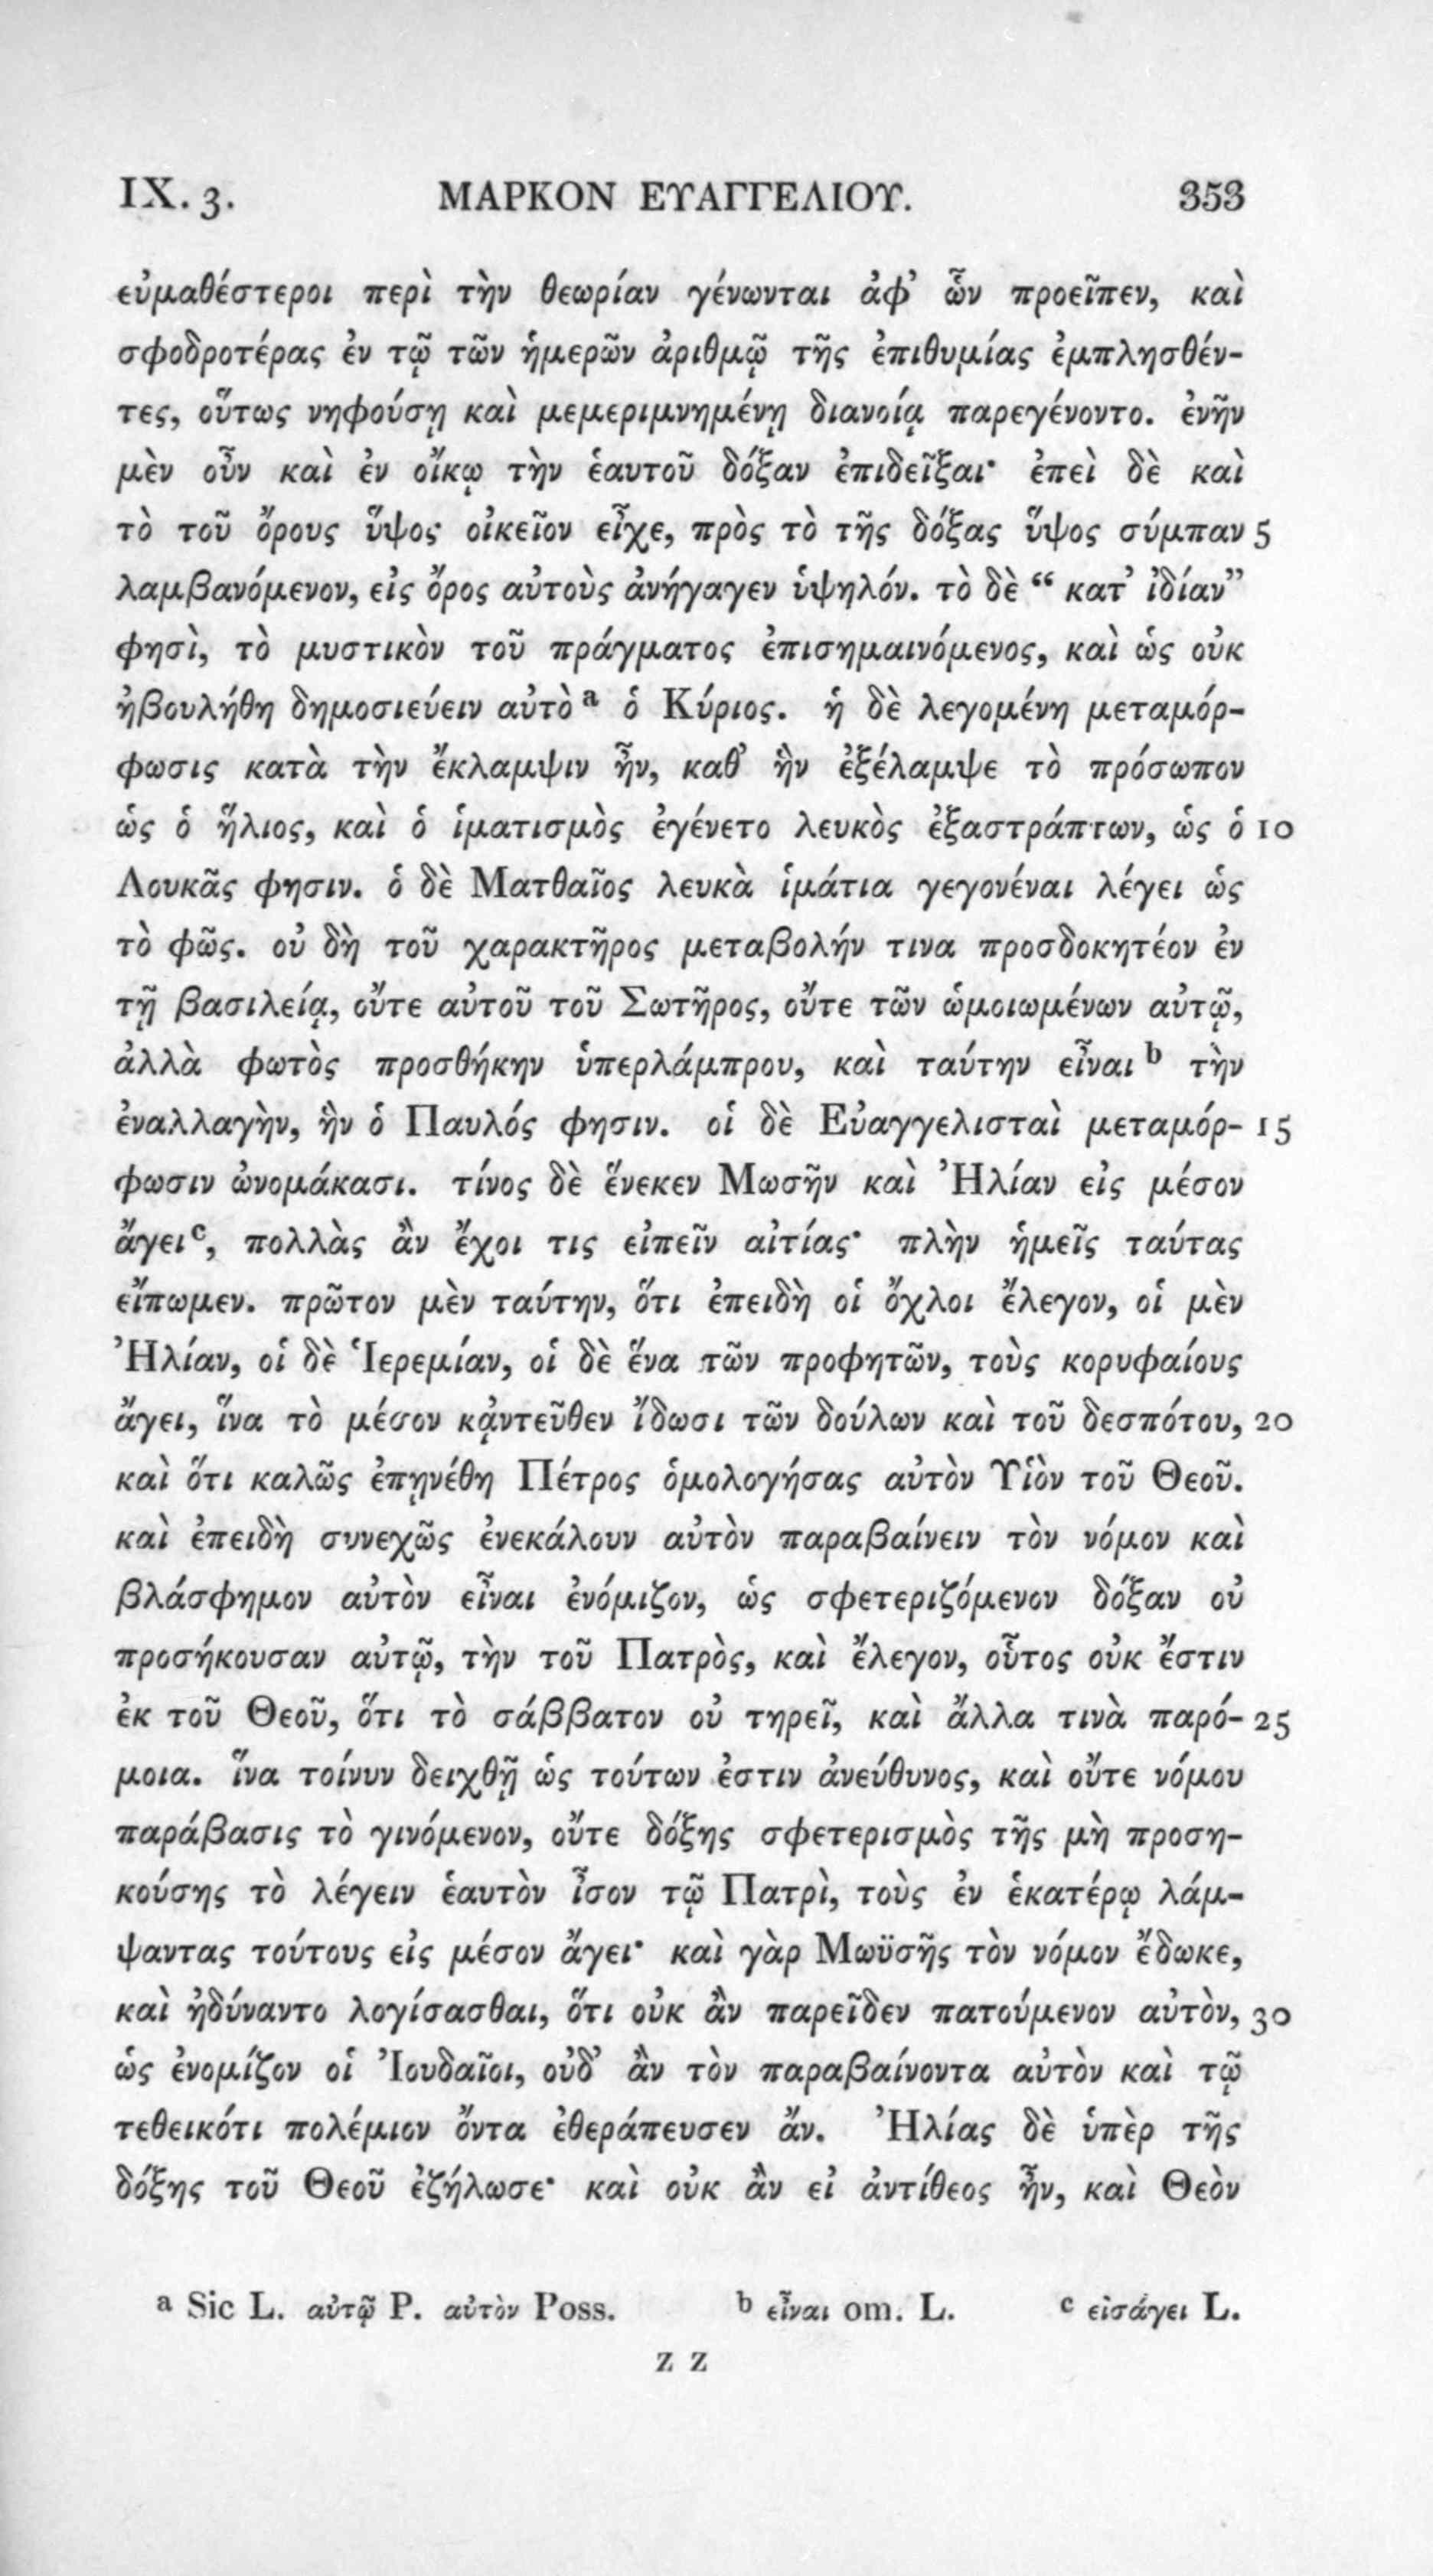 IX. 3. ΜΑΡΚΟΝ ΕΥΑΓΓΕΛΙΟΥ. 353
εὐμαθέστεροι περὶ τὴν θεωρίαν γένωνται ἀφ’ ὧν προεῖπεν, καὶ
σφοδροτέρας ἐν τῷ τῶν ἡμερῶν ἀριθμῷ τῆς ἐπιθυμίας ἐμπλησθέν-
τες, οὕτως νηφούσῃ καὶ μεμεριμνημένῃ διανοίᾳ παρεγένοντο. ἐνῆν
μὲν οὖν καὶ ἐν οἴκῳ τὴν ἑαυτοῦ δόξαν ἐπιδεῖξαι· ἐπεὶ δὲ καὶ
τὸ τοῦ ὄρους ὕψος οἰκεῖον εἶχε, πρὸς τὸ τῆς δόξας ὕψος σύμπαν 5
λαμβανόμενον, εἰς ὄρος αὐτοὺς ἀνήγαγεν ὑψηλόν. τὸ δὲ “ κατ’ ἰδίαν”
φησὶ, τὸ μυστικὸν τοῦ πράγματος ἐπισημαινόμενος, καὶ ὡς οὐκ
ἠβουλήθη δημοσιεύειν αὐτὸ a ὁ Κύριος. ἡ δὲ λεγομένη μεταμόρ-
φωσις κατὰ τὴν ἔκλαμψιν ἦν, καθ’ ἣν ἐξέλαμψε τὸ πρόσωπον
ὡς ὁ ἥλιος, καὶ ὁ ἱματισμὸς ἐγένετο λευκὸς ἐξαστράπτων, ὡς ὁ 10
Λουκᾶς φησιν. ὁ δὲ Ματθαῖος λευκὰ ἱμάτια γεγονέναι λέγει ὡς
τὸ φῶς. οὐ δὴ τοῦ χαρακτῆρος μεταβολήν τινα προσδοκητέον ἐν
τῇ βασιλείᾳ, οὔτε αὐτοῦ τοῦ Σωτῆρος, οὔτε τῶν ὡμοιωμένων αὐτῷ,
ἀλλὰ φωτὸς προσθήκην ὑπερλάμπρου, καὶ ταύτην εἶναι b τὴν
ἐναλλαγὴν, ἣν ὁ Παυλός φησιν. οἱ δὲ Εὐαγγελισταὶ μεταμόρ- 15
φωσιν ὠνομάκασι. τίνος δὲ ἕνεκεν Μωσῆν καὶ Ἠλίαν εἰς μέσον
ἄγει c, πολλὰς ἂν ἔχοι τις εἰπεῖν αἰτίας· πλὴν ἡμεῖς ταύτας
εἴπωμεν. πρῶτον μὲν ταύτην, ὅτι ἐπειδὴ οἱ ὄχλοι ἔλεγον, οἱ μὲν
Ἠλίαν, οἱ δὲ Ἱερεμίαν, οἱ δὲ ἕνα τῶν προφητῶν, τοὺς κορυφαίους
ἄγει, ἵνα τὸ μέσον κᾀντεῦθεν ἴδωσι τῶν δούλων καὶ τοῦ δεσπότου, 20
καὶ ὅτι καλῶς ἐπῃνέθη Πέτρος ὁμολογήσας αὐτὸν Υἱὸν τοῦ Θεοῦ.
καὶ ἐπειδὴ συνεχῶς ἐνεκάλουν αὐτὸν παραβαίνειν τὸν νόμον καὶ
βλάσφημον αὐτὸν εἶναι ἐνόμιζον, ὡς σφετεριζόμενον δόξαν οὐ
προσήκουσαν αὐτῷ, τὴν τοῦ Πατρὸς, καὶ ἔλεγον, οὗτος οὐκ ἔστιν
ἐκ τοῦ Θεοῦ, ὅτι τὸ σάββατον οὐ τηρεῖ, καὶ ἄλλα τινὰ παρό- 25
μοια. ἵνα τοίνυν δειχθῇ ὡς τούτων ἐστιν ἀνεύθυνος, καὶ οὔτε νόμου
παράβασις τὸ γινόμενον, οὔτε δόξης σφετερισμὸς τῆς μὴ προση-
κούσης τὸ λέγειν ἑαυτὸν ἶσον τῷ Πατρὶ, τοὺς ἐν ἑκατέρῳ λάμ-
ψαντας τούτους εἰς μέσον ἄγει· καὶ γὰρ Μωϋσῆς τὸν νόμον ἔδωκε,
καὶ ἠδύναντο λογίσασθαι, ὅτι οὐκ ἂν παρεῖδεν πατούμενον αὐτὸν, 30
ὡς ἐνομίζον οἱ Ἰουδαῖοι, οὐδ’ ἂν τὸν παραβαίνοντα αὐτὸν καὶ τῷ
τεθεικότι πολέμιον ὄντα ἐθεράπευσεν ἄν. Ἠλίας δὲ ὑπὲρ τῆς
δόξης τοῦ Θεοῦ ἐζήλωσε· καὶ οὐκ ἂν εἰ ἀντίθεος ἦν, καὶ Θεὸν
a Sic L. αὐτῷ P. αὐτὸν Poss. b εἶναι om. L. c εἰσάγει L.
z z